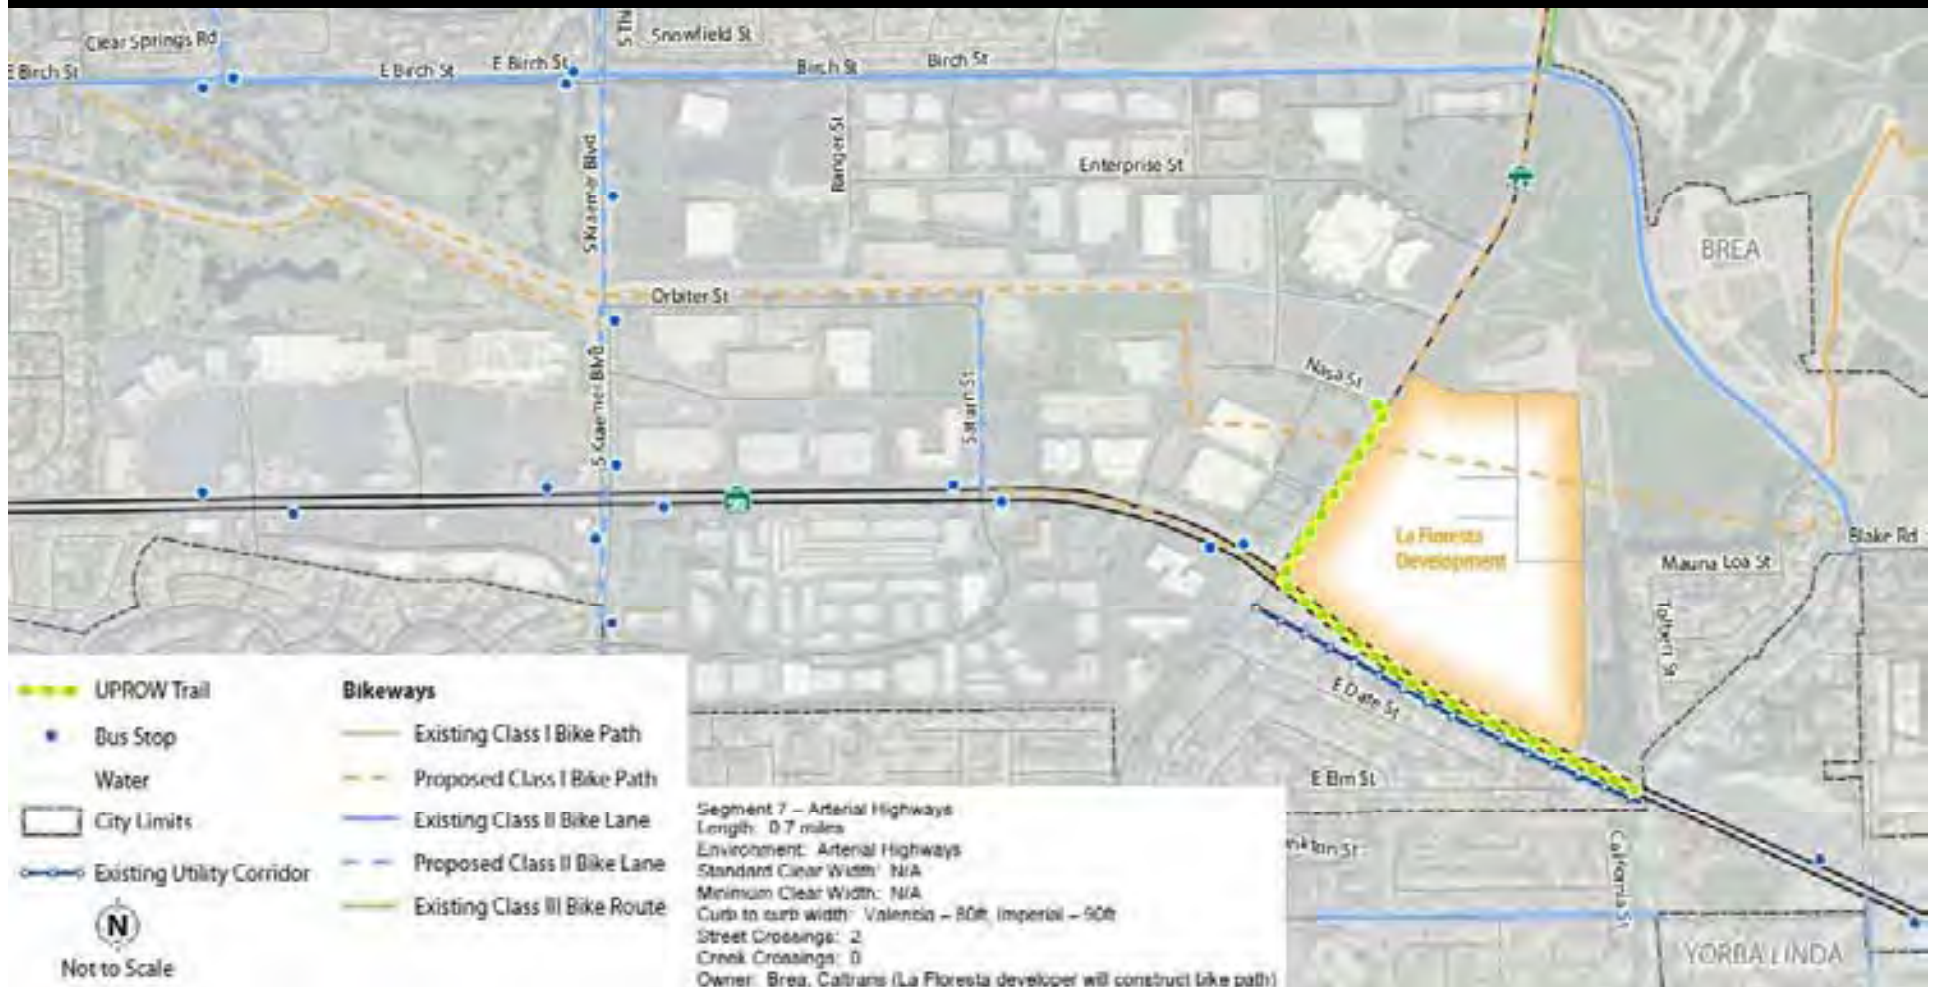 Clear Springs Rd
S Th
Snowfield St
E Birch St
E Birch St
E Birch St
Birch St
Birch St
S Kraemer Blvd
Ranger St
Enterprise St
BREA
Orbiter St
Nasa St
S Kraemer Blvd
Saturn St
90
La Floresta
Development
Blake Rd
Mauna Loa St
Tolbert St
E Date St
E Elm St
nkton St
California St
YORBA LINDA
UPROW Trail
Bus Stop
Water
City Limits
Existing Utility Corridor
N
Not to Scale
Bikeways
Existing Class I Bike Path
Proposed Class I Bike Path
Existing Class II Bike Lane
Proposed Class II Bike Lane
Existing Class III Bike Route
Segment 7 – Arterial Highways
Length: 0.7 miles
Environment: Arterial Highways
Standard Clear Width: N/A
Minimum Clear Width: N/A
Curb to curb width: Valencia – 80ft, Imperial – 90ft
Street Crossings: 2
Creek Crossings: 0
Owner: Brea, Caltrans (La Floresta developer will construct bike path)